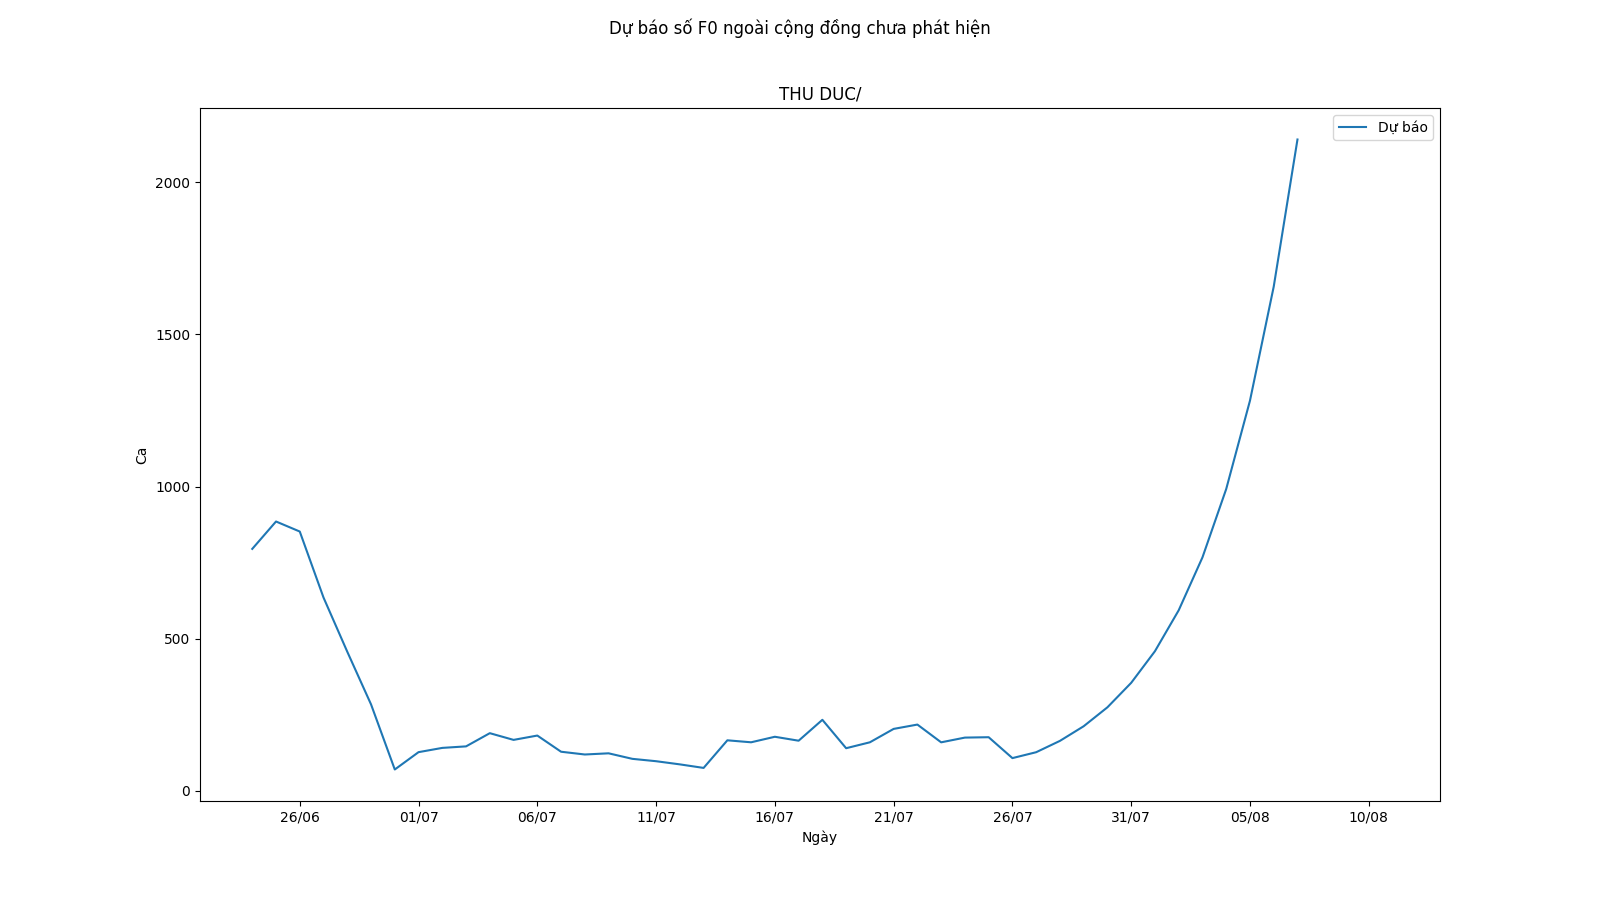 Dự báo số F0 ngoài cộng đồng chưa phát hiện
THU DUC/
Dự báo
2000
1500
1000
500
0
Ca
26/06 01/07 06/07 11/07 16/07 21/07 26/07 31/07 05/08 10/08
Ngày